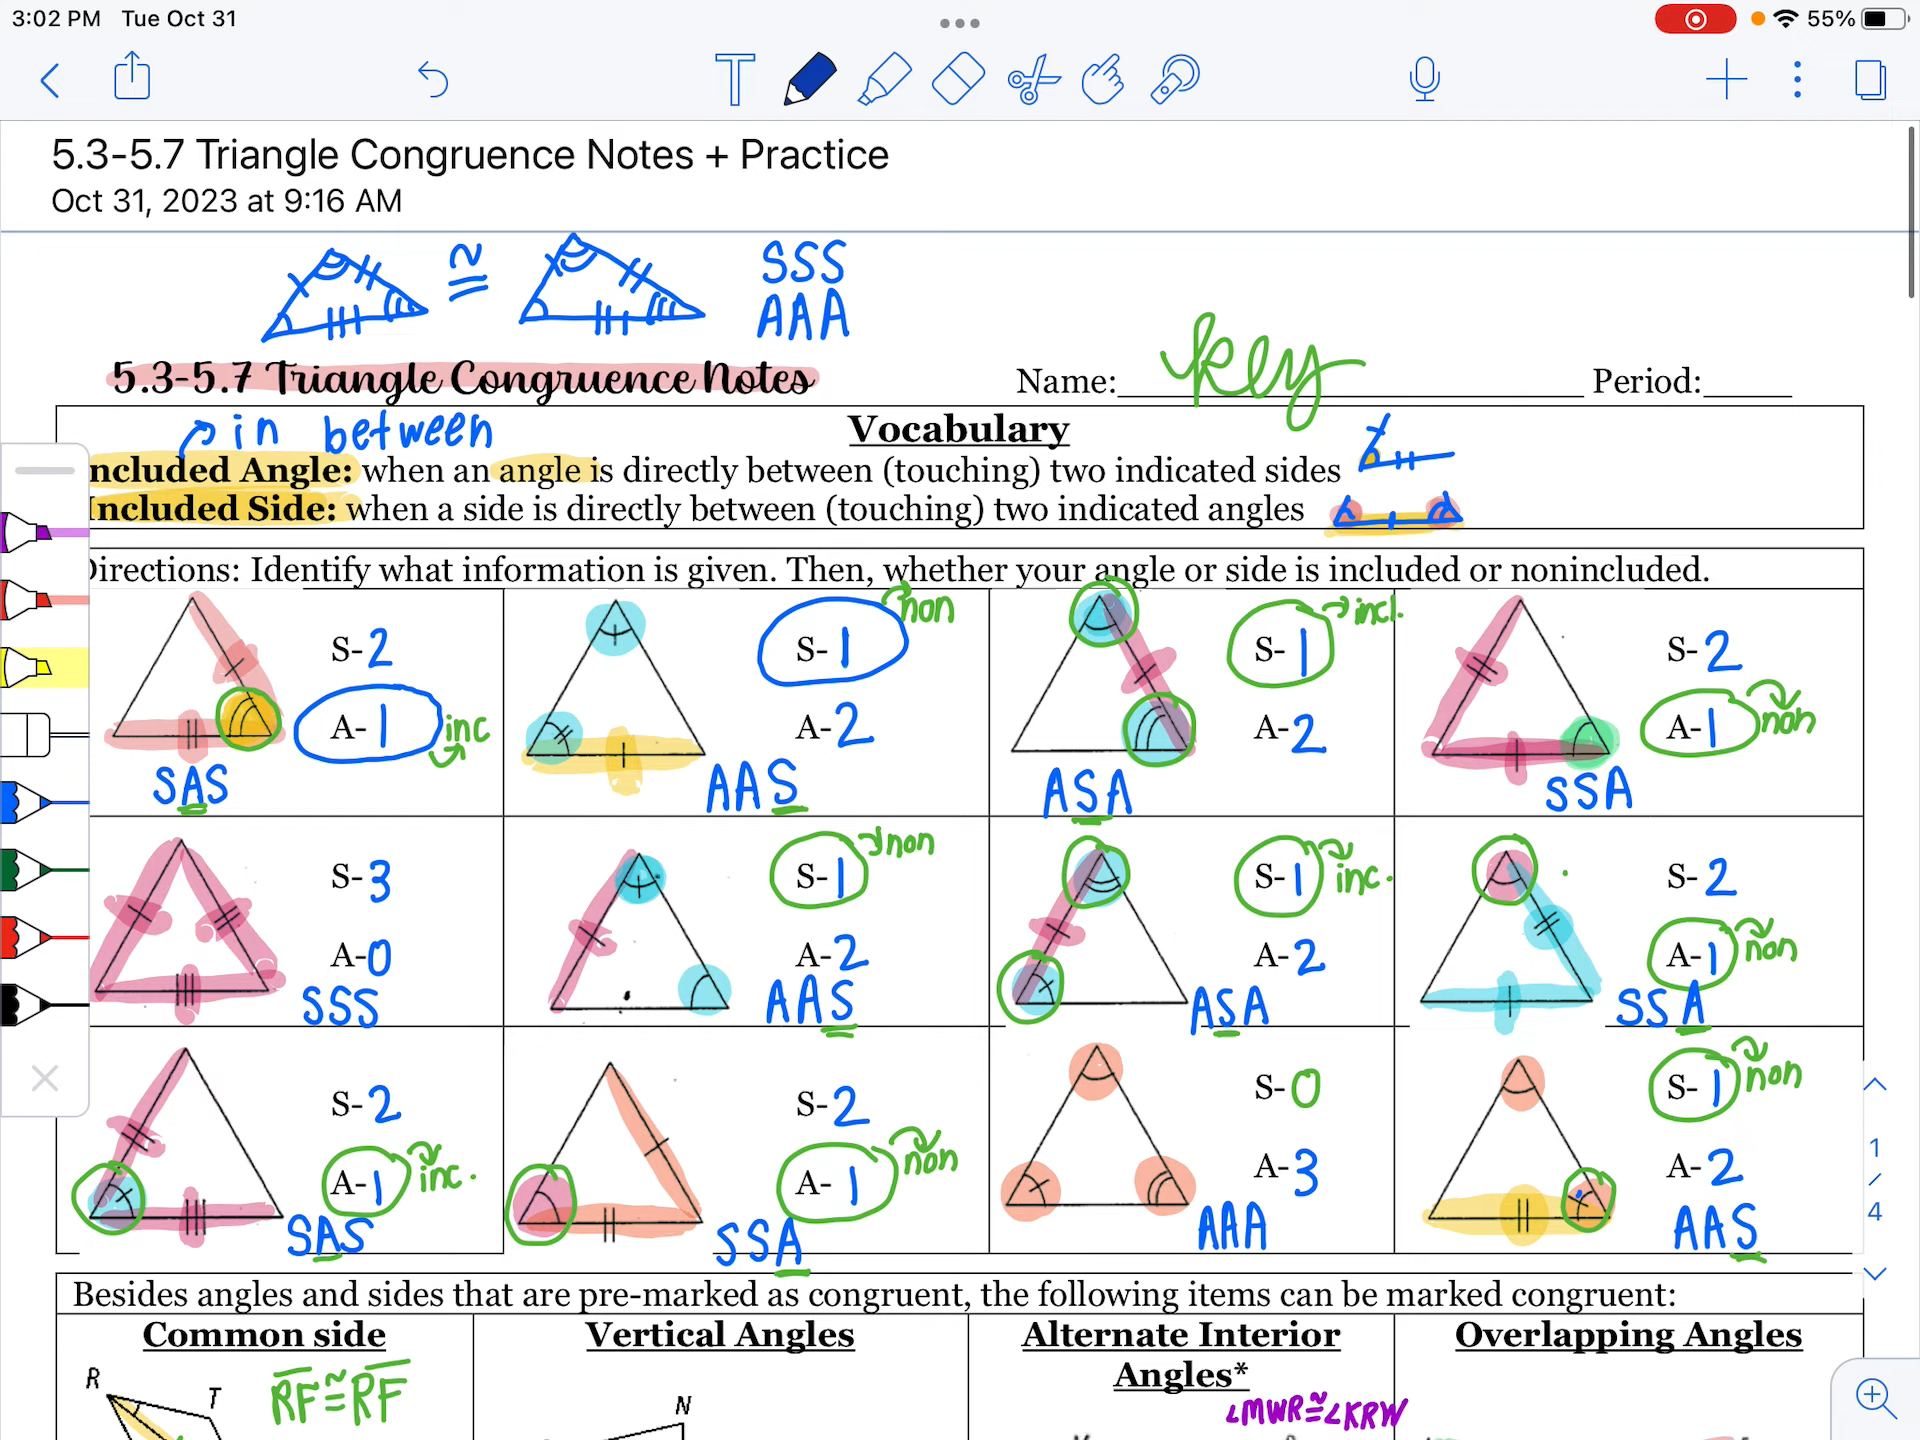 3:02 PM Tue Oct 31
55%
5.3-5.7 Triangle Congruence Notes + Practice
Oct 31, 2023 at 9:16 AM
≅ SSS
AAA
5.3-5.7 Triangle Congruence Notes Name: key Period:
in between
Vocabulary
ncluded Angle: when an angle is directly between (touching) two indicated sides
Included Side: when a side is directly between (touching) two indicated angles
Directions: Identify what information is given. Then, whether your angle or side is included or nonincluded.
S-2
A-1 inc
SAS
S-1 non
A-2
AAS
S-1 incl.
A-2
ASA
S-2
A-1 non
SSA
S-3
A-0
SSS
S-1 non
A-2
AAS
S-1 inc.
A-2
ASA
S-2
A-1 non
SSA
S-2
A-1 inc.
SAS
S-2
A-1 non
SSA
S-0
A-3
AAA
S-1 non
A-2
AAS
1
/
4
Besides angles and sides that are pre-marked as congruent, the following items can be marked congruent:
Common side
R T RF≅RF
Vertical Angles
N
Alternate Interior
Angles*
∠MWR≅∠KRW
Overlapping Angles